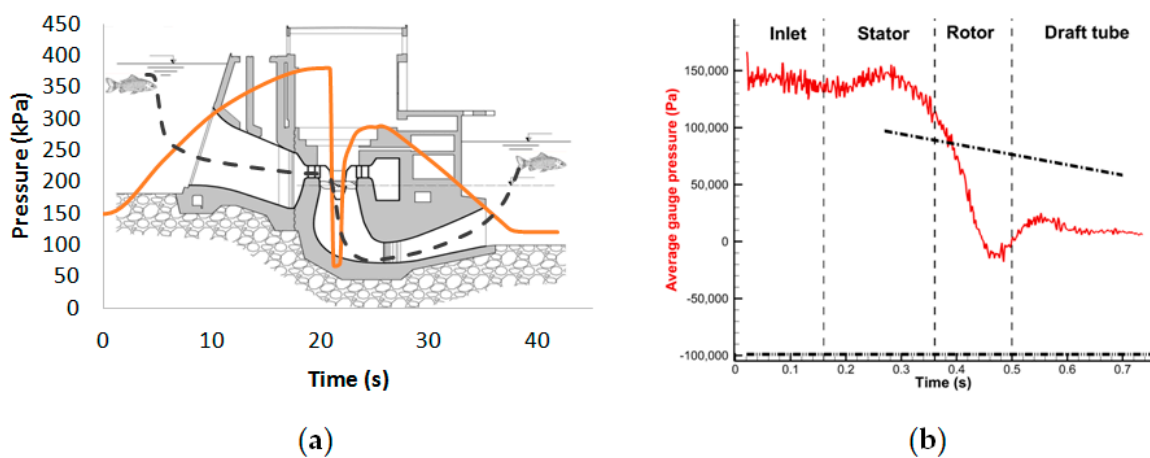 450
400
350
300
250
200
150
100
50
0
Pressure (kPa)
0 10 20 30 40
Time (s)
(a)
Inlet Stator Rotor Draft tube
150,000
100,000
50,000
0
-50,000
-100,000
Average gauge pressure (Pa)
0 0.1 0.2 0.3 0.4 0.5 0.6 0.7
Time (s)
(b)